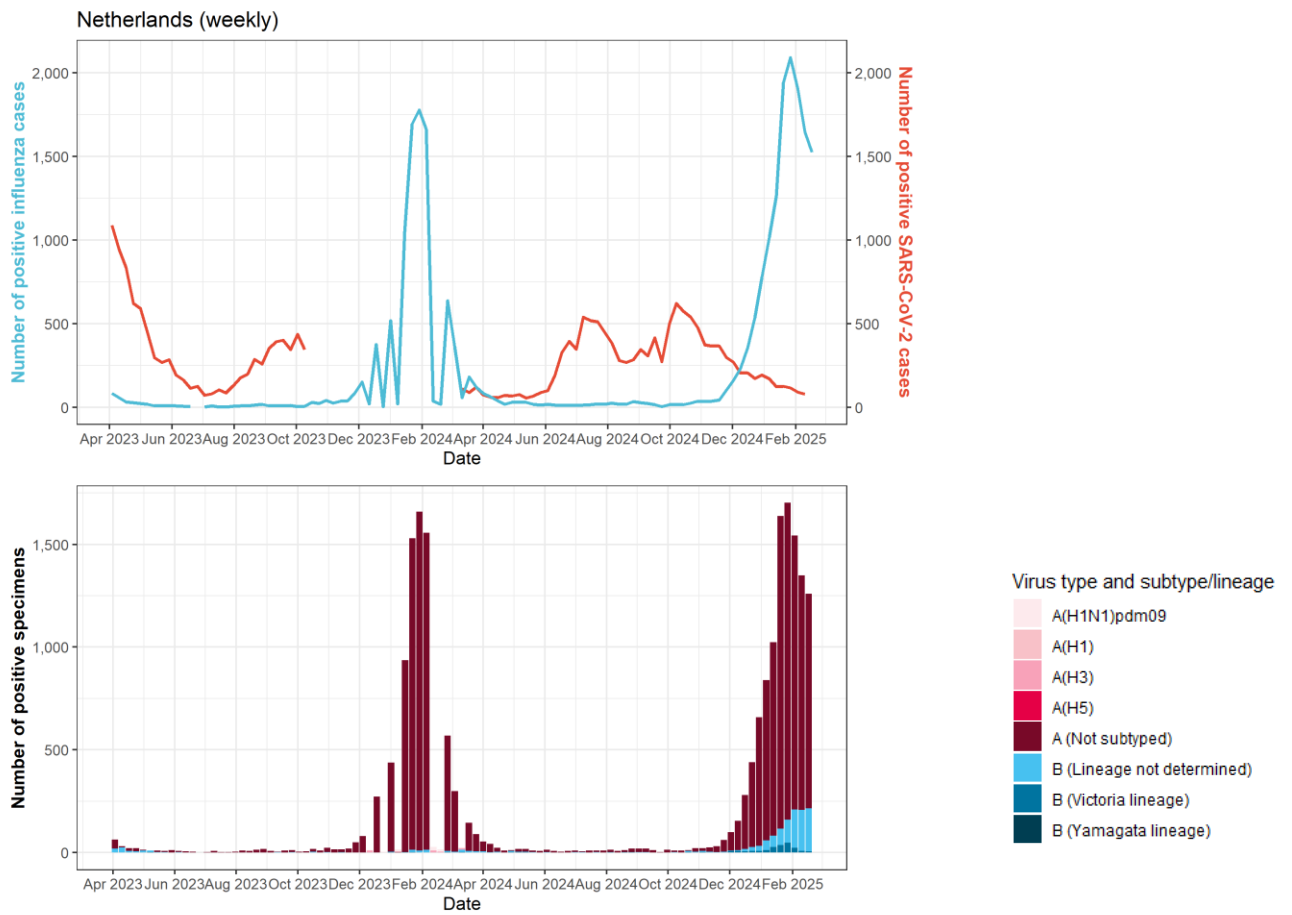 Netherlands (weekly)
Number of positive influenza cases
2,000
1,500
1,000
500
0
2,000
1,500
1,000
500
0
Number of positive SARS-CoV-2 cases
Apr 2023 Jun 2023 Aug 2023 Oct 2023 Dec 2023 Feb 2024 Apr 2024 Jun 2024 Aug 2024 Oct 2024 Dec 2024 Feb 2025
Date
Number of positive specimens
1,500
1,000
500
0
Apr 2023 Jun 2023 Aug 2023 Oct 2023 Dec 2023 Feb 2024 Apr 2024 Jun 2024 Aug 2024 Oct 2024 Dec 2024 Feb 2025
Date
Virus type and subtype/lineage
A(H1N1)pdm09
A(H1)
A(H3)
A(H5)
A (Not subtyped)
B (Lineage not determined)
B (Victoria lineage)
B (Yamagata lineage)